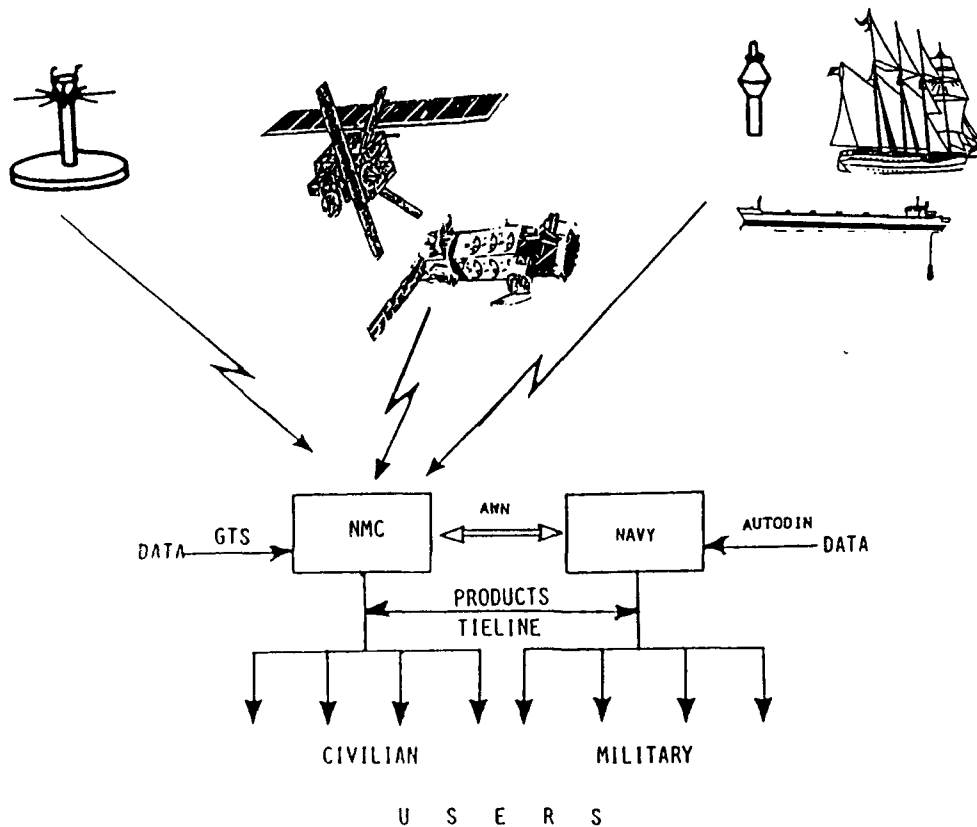 AWN
GTS
NMC
NAVY
AUTODIN
DATA
DATA
PRODUCTS
TIELINE
CIVILIAN MILITARY
U S E R S